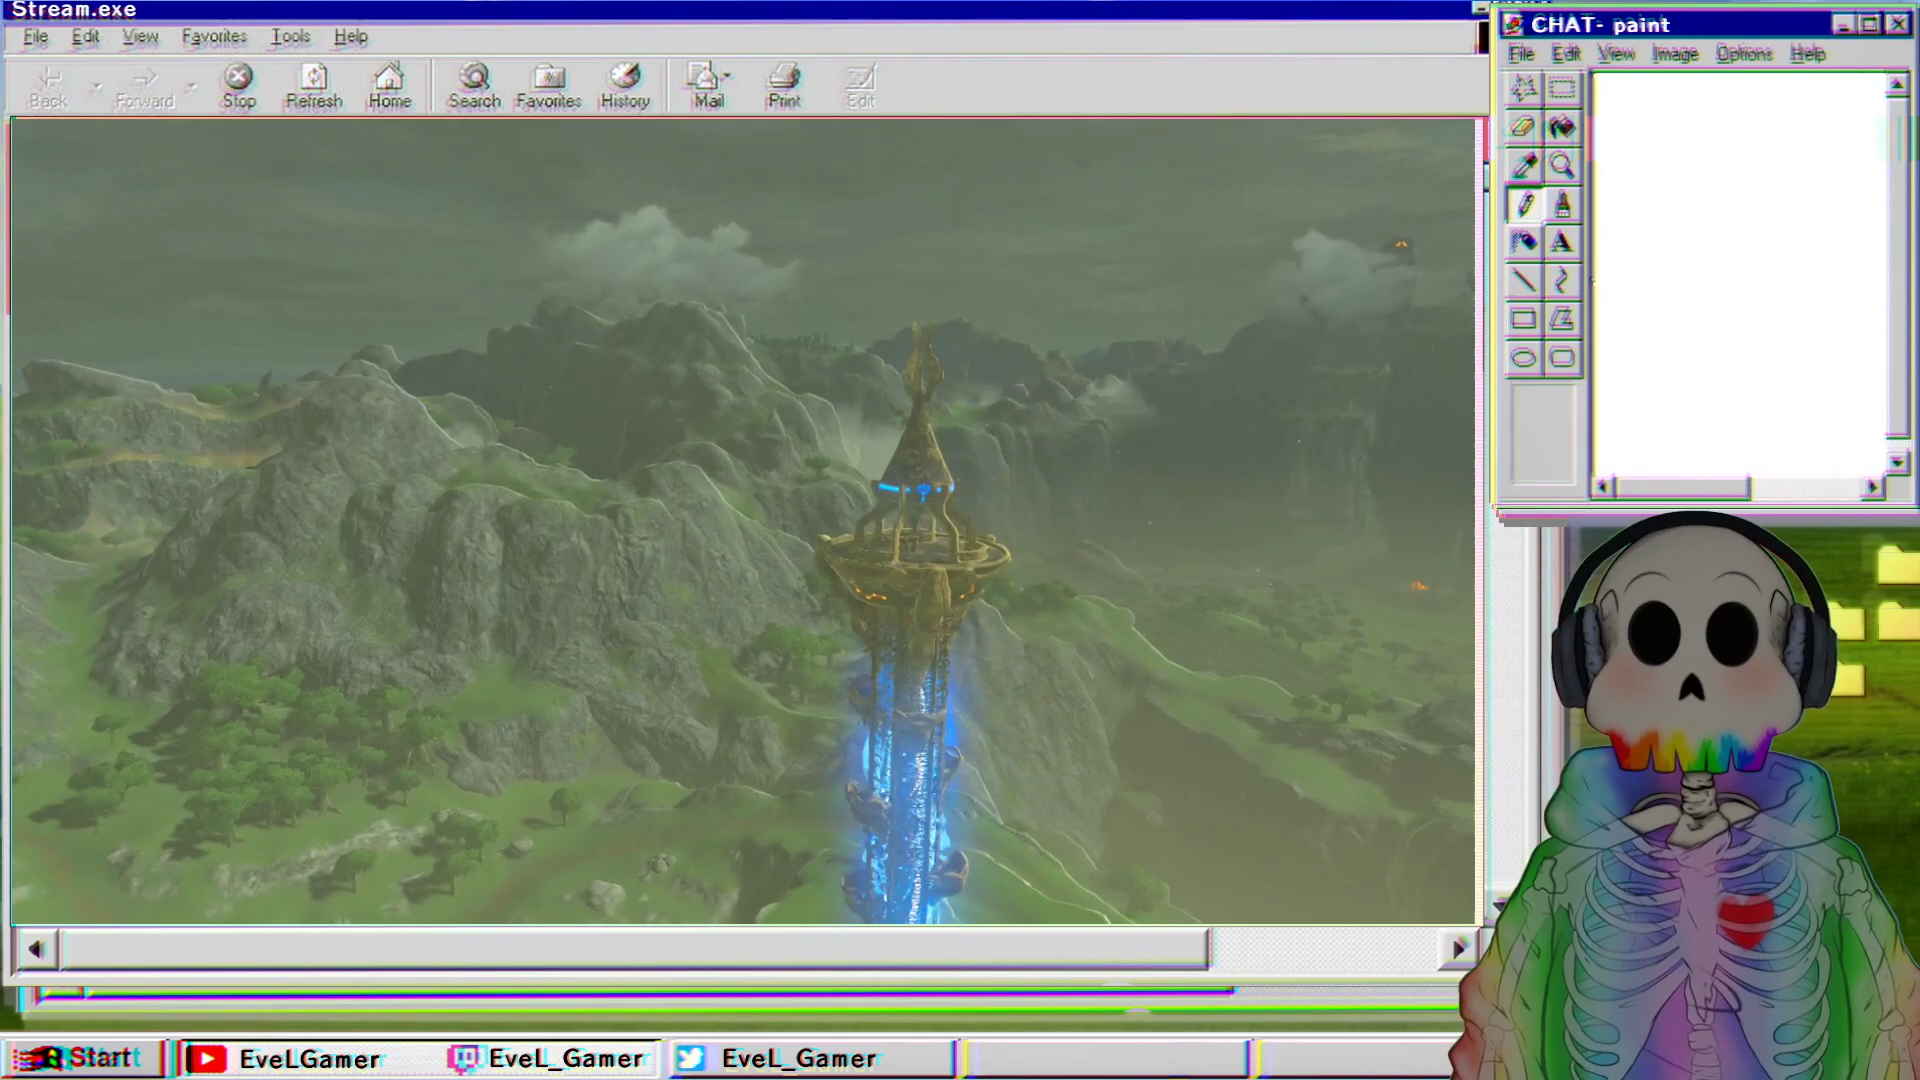 Stream.exe
File Edit View Favorites Tools Help
Back Forward Stop Refresh Home Search Favorites History Mail Print Edit
CHAT- paint
File Edit View Image Options Help
A
Start EveLGamer EveL_Gamer EveL_Gamer